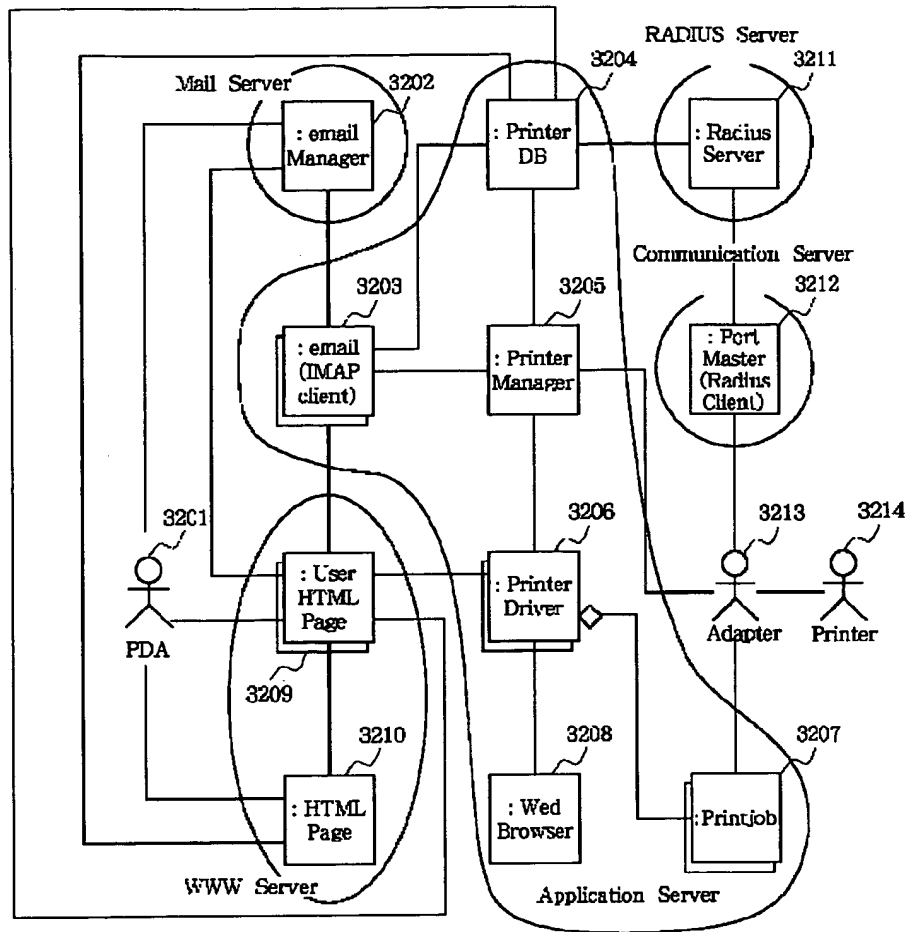 RADIUS Server
3204
3211
Mail Server
3202
: email
Manager
: Printer
DB
: Radius
Server
Communication Server
3203
3205
3212
: email
(IMAP
client)
: Printer
Manager
: Port
Master
(Radius
Client)
3201
3206
3213
3214
: User
HTML
Page
: Printer
Driver
PDA
Adapter
Printer
3209
3210
3208
3207
: HTML
Page
: Wed
Browser
: Printjob
WWW Server
Application Server